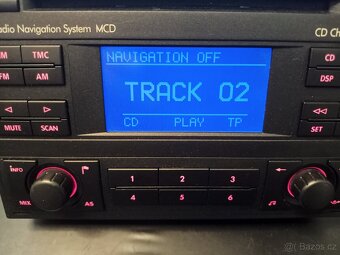 adio Navigation System MCD
CD Ch
M
TMC
CD
FM
AM
DSP
MUTE
SCAN
SET
NAVIGATION OFF
TRACK 02
CD
PLAY
TP
INFO
1
2
3
4
5
6
MIX
AS
bazos.cz